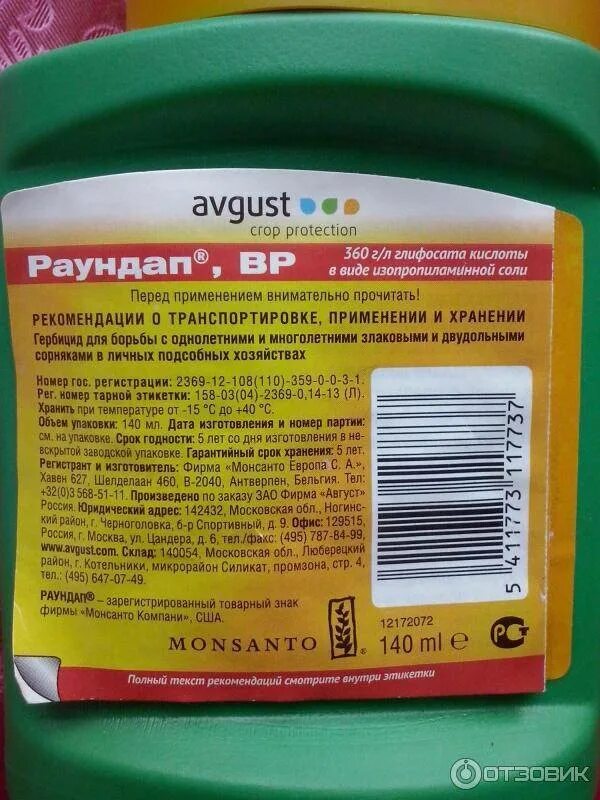 avgust
crop protection
Раундап®, ВР
360 г/л глифосата кислоты
в виде изопропиламинной соли
Перед применением внимательно прочитать!
РЕКОМЕНДАЦИИ О ТРАНСПОРТИРОВКЕ, ПРИМЕНЕНИИ И ХРАНЕНИИ
Гербицид для борьбы с однолетними и многолетними злаковыми и двудольными
сорняками в личных подсобных хозяйствах
Номер гос. регистрации: 2369-12-108(110)-359-0-0-3-1.
Рег. номер тарной этикетки: 158-03(04)-2369-0,14-13 (Л).
Хранить при температуре от -15 °С до +40 °С.
Объем упаковки: 140 мл. Дата изготовления и номер партии:
см. на упаковке. Срок годности: 5 лет со дня изготовления в не-
вскрытой заводской упаковке. Гарантийный срок хранения: 5 лет.
Регистрант и изготовитель: Фирма «Монсанто Европа С. А.»,
Хавен 627, Шелделаан 460, В-2040, Антверпен, Бельгия. Тел:
+32(0)3 568-51-11. Произведено по заказу ЗАО Фирма «Август»
Россия. Юридический адрес: 142432, Московская обл., Ногин-
ский район, г. Черноголовка, б-р Спортивный, д. 9. Офис: 129515,
Россия, г. Москва, ул. Цандера, д. 6, тел./факс: (495) 787-84-99,
www.avgust.com. Склад: 140054, Московская обл., Люберецкий
район, г. Котельники, микрорайон Силикат, промзона, стр. 4,
тел.: (495) 647-07-49.
РАУНДАП® – зарегистрированный товарный знак
фирмы «Монсанто Компани», США.
5 411773 117737
12172072
MONSANTO ®
140 ml e
РСТ
Полный текст рекомендаций смотрите внутри этикетки
ОТЗОВИК